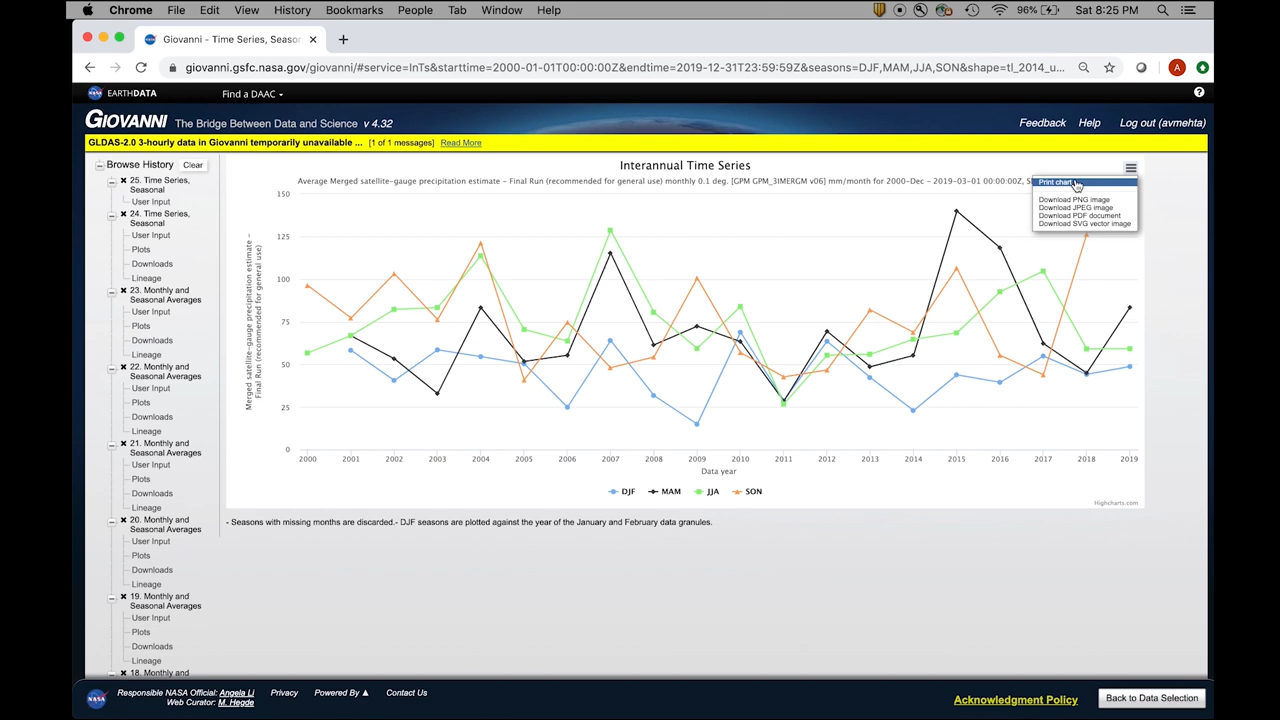 Chrome File Edit View History Bookmarks People Tab Window Help 96% Sat 8:25 PM
Giovanni - Time Series, Season
giovanni.gsfc.nasa.gov/giovanni/#service=InTs&starttime=2000-01-01T00:00:00Z&endtime=2019-12-31T23:59:59Z&seasons=DJF,MAM,JJA,SON&shape=tl_2014_u... A
EARTHDATA Find a DAAC
GIOVANNI The Bridge Between Data and Science v 4.32 Feedback Help Log out (avmehta)
GLDAS-2.0 3-hourly data in Giovanni temporarily unavailable ... [1 of 1 messages] Read More
Browse History Clear
25. Time Series,
Seasonal
User Input
24. Time Series,
Seasonal
User Input
Plots
Downloads
Lineage
23. Monthly and
Seasonal Averages
User Input
Plots
Downloads
Lineage
22. Monthly and
Seasonal Averages
User Input
Plots
Downloads
Lineage
21. Monthly and
Seasonal Averages
User Input
Plots
Downloads
Lineage
20. Monthly and
Seasonal Averages
User Input
Plots
Downloads
Lineage
19. Monthly and
Seasonal Averages
User Input
Plots
Downloads
Lineage
18. Monthly and
Interannual Time Series
Average Merged satellite-gauge precipitation estimate - Final Run (recommended for general use) monthly 0.1 deg. [GPM GPM_3IMERGM v06] mm/month for 2000-Dec - 2019-03-01 00:00:00Z, S
Print chart
Download PNG image
Download JPEG image
Download PDF document
Download SVG vector image
Merged satellite-gauge precipitation estimate -
Final Run (recommended for general use)
150
125
100
75
50
25
0
2000 2001 2002 2003 2004 2005 2006 2007 2008 2009 2010 2011 2012 2013 2014 2015 2016 2017 2018 2019
Data year
DJF MAM JJA SON
Highcharts.com
- Seasons with missing months are discarded.- DJF seasons are plotted against the year of the January and February data granules.
Responsible NASA Official: Angela Li Privacy Powered By ▲ Contact Us
Web Curator: M. Hegde
Acknowledgment Policy Back to Data Selection